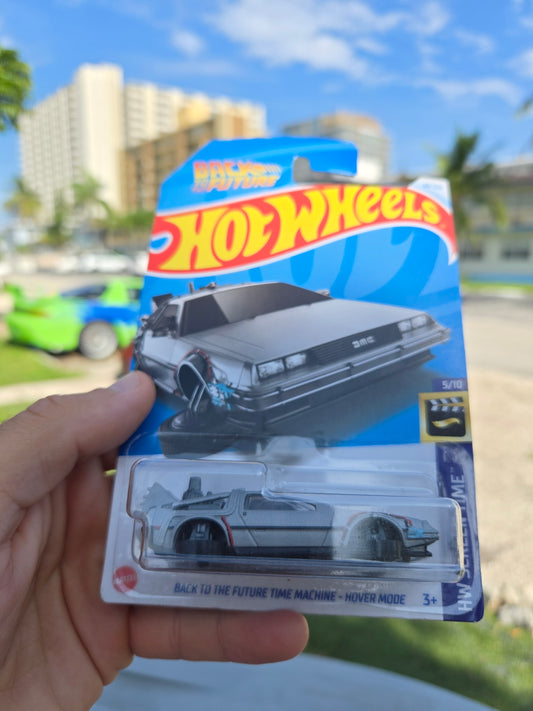 BACK TO THE FUTURE
HOT WHEELS
DMC
5/10
HW SCREEN TIME
MATTEL
BACK TO THE FUTURE TIME MACHINE - HOVER MODE
3+